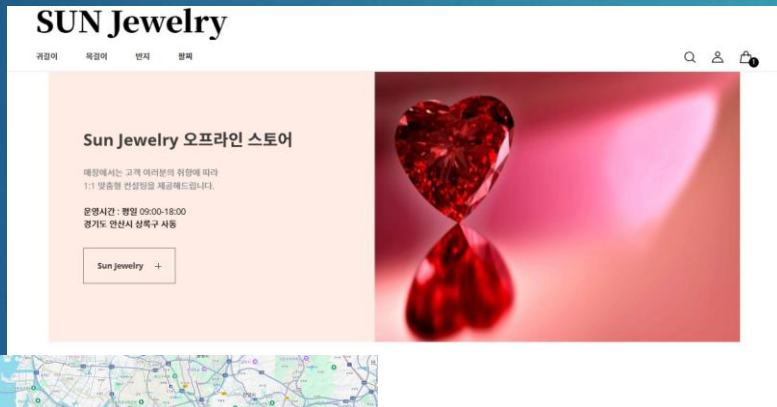 SUN Jewelry
귀걸이 목걸이 반지 팔찌
1
Sun Jewelry 오프라인 스토어
매장에서는 고객 여러분의 취향에 따라
1:1 맞춤형 컨설팅을 제공해드립니다.
운영시간 : 평일 09:00-18:00
경기도 안산시 상록구 사동
Sun Jewelry +